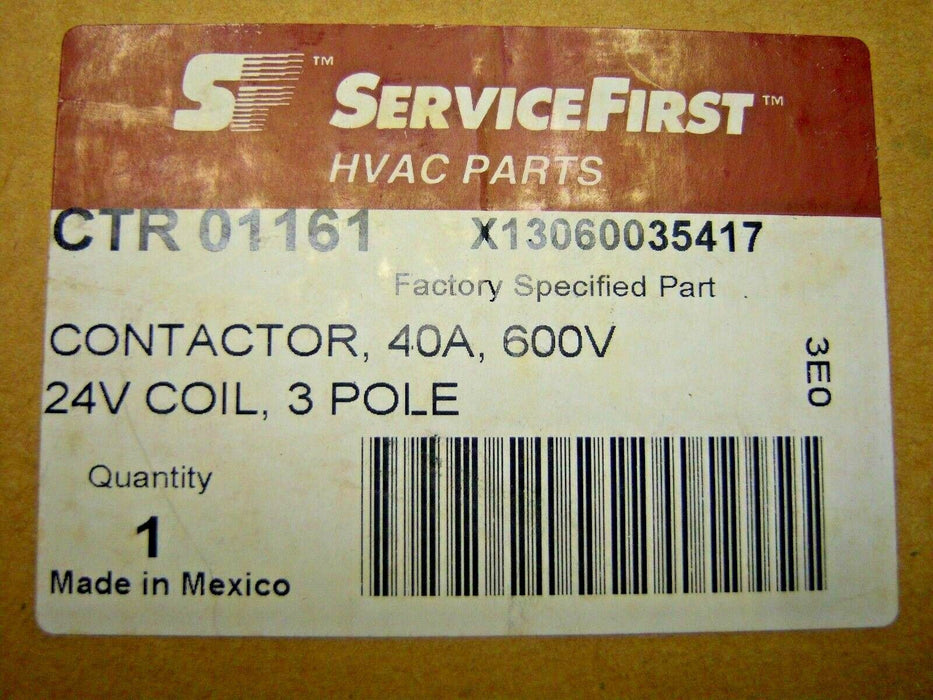 SF™ SERVICEFIRST™
HVAC PARTS
CTR 01161 X13060035417
Factory Specified Part
CONTACTOR, 40A, 600V
24V COIL, 3 POLE
3E0
Quantity
1
Made in Mexico